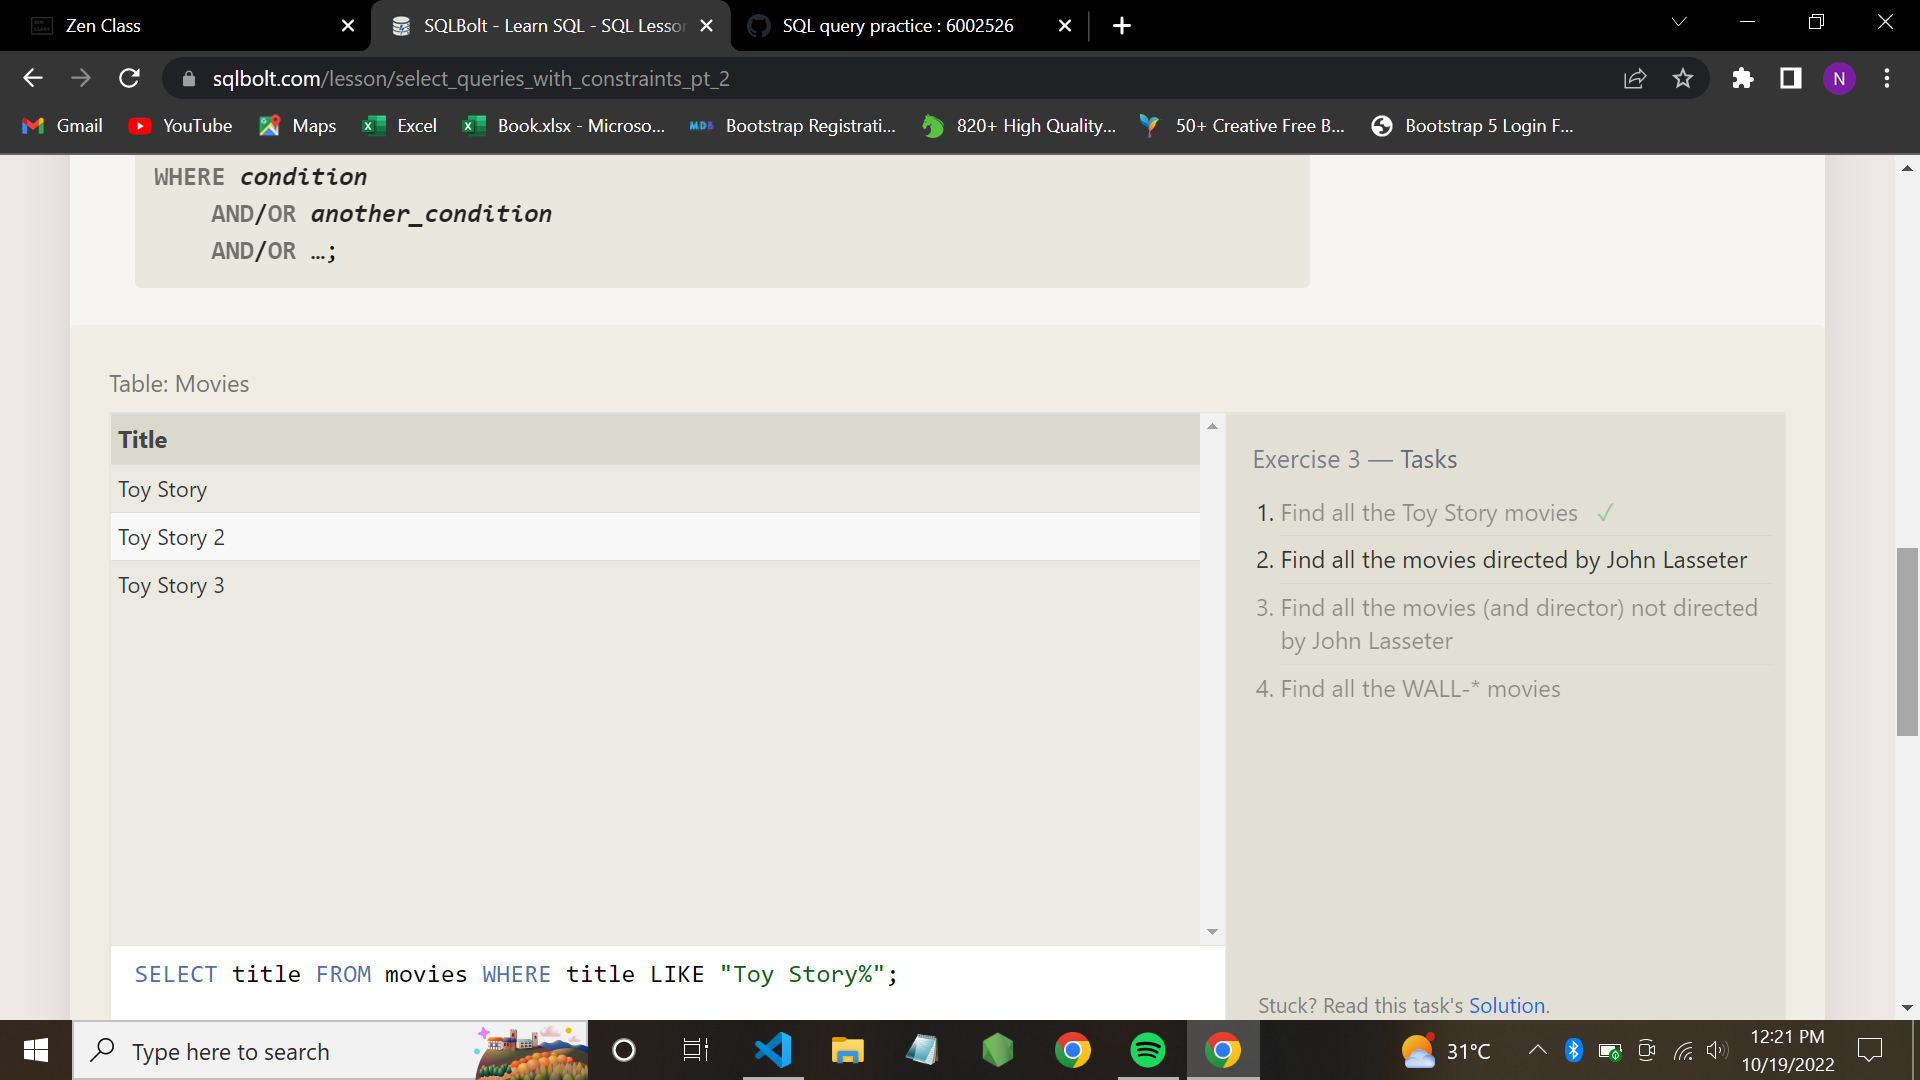 Zen Class
SQLBolt - Learn SQL - SQL Lesso
SQL query practice : 6002526
sqlbolt.com/lesson/select_queries_with_constraints_pt_2
N
Gmail
YouTube
Maps
Excel
Book.xlsx - Microso...
MDB
Bootstrap Registrati...
820+ High Quality...
50+ Creative Free B...
Bootstrap 5 Login F...
WHERE condition
AND/OR another_condition
AND/OR …;
Table: Movies
Title
Toy Story
Toy Story 2
Toy Story 3
Exercise 3 — Tasks
1. Find all the Toy Story movies ✓
2. Find all the movies directed by John Lasseter
3. Find all the movies (and director) not directed
by John Lasseter
4. Find all the WALL-* movies
SELECT title FROM movies WHERE title LIKE "Toy Story%";
Stuck? Read this task's Solution.
Type here to search
31°C
12:21 PM
10/19/2022